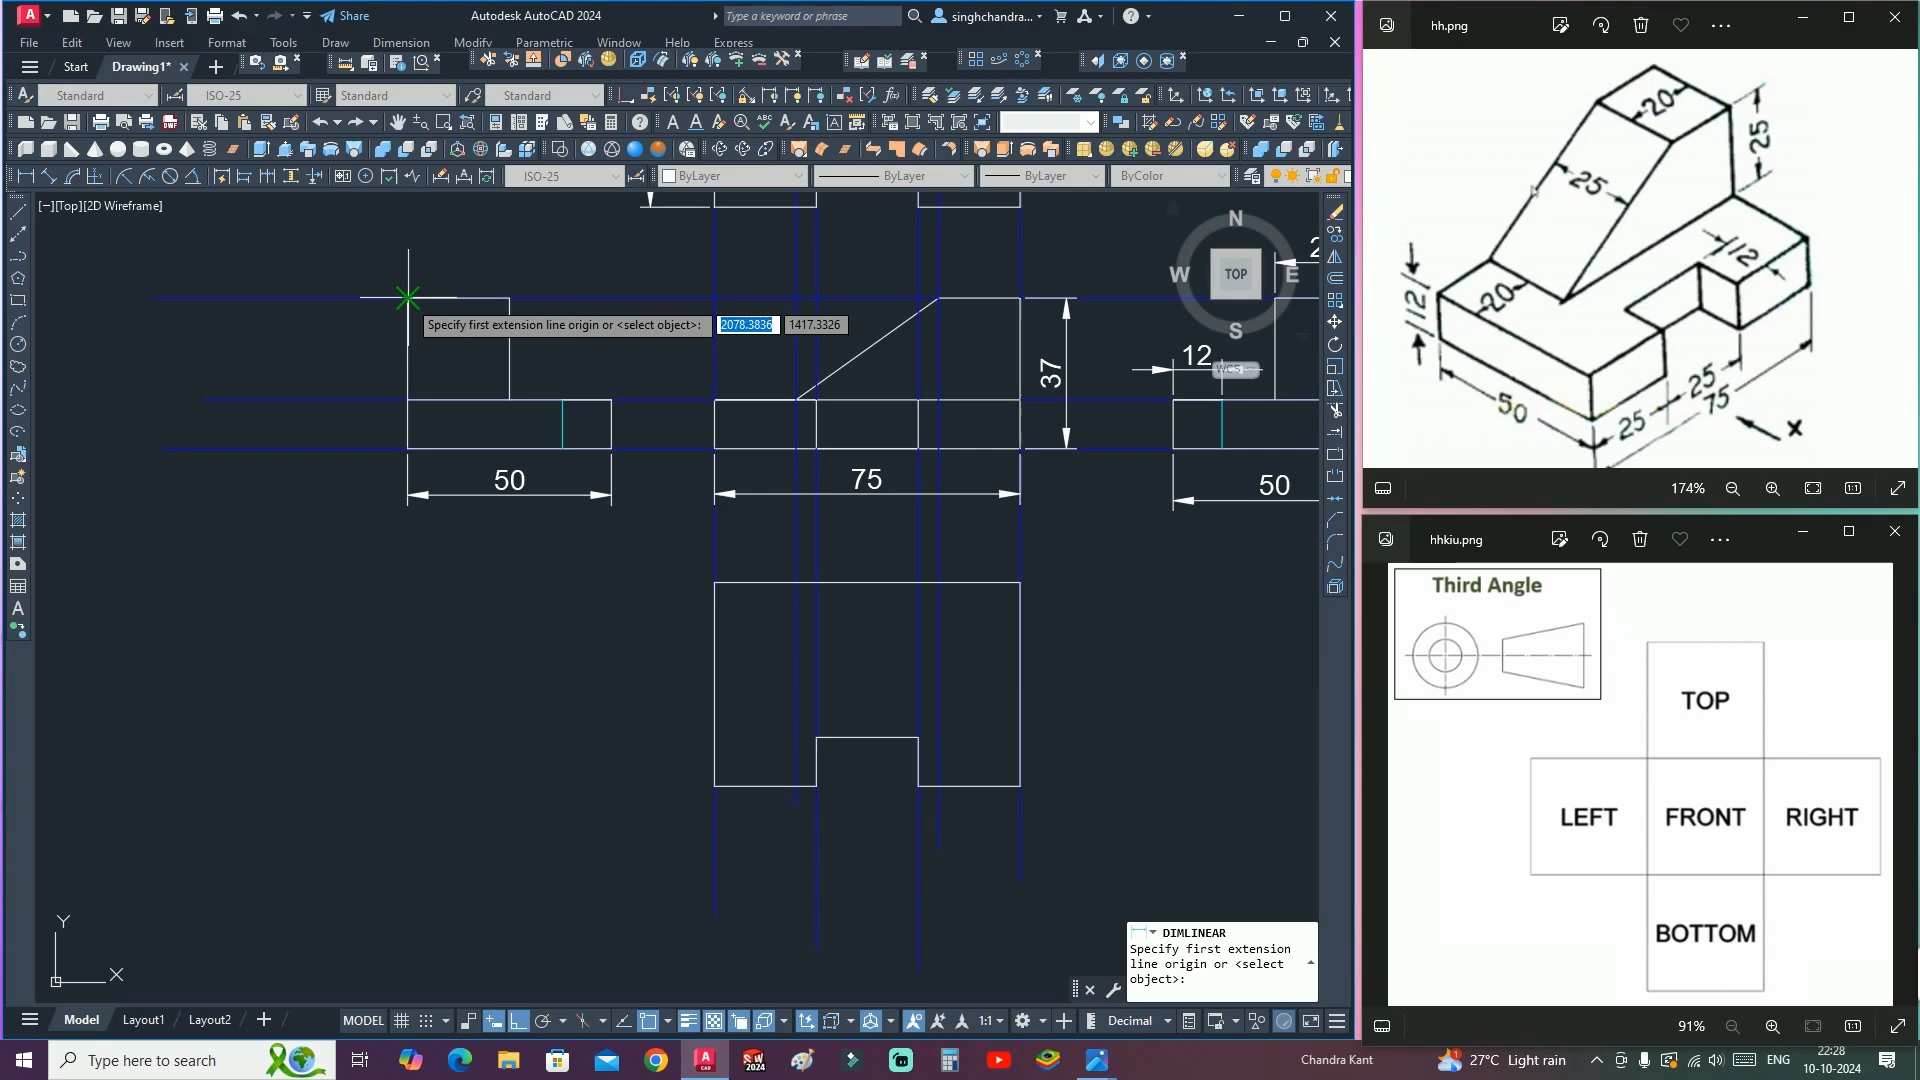 Share
Autodesk AutoCAD 2024
Type a keyword or phrase
singhchandra...
File Edit View Insert Format Tools Draw Dimension Modify Parametric Window Help Express
Start
Drawing1*
Standard
ISO-25
Standard
Standard
ISO-25
ByLayer
ByLayer
ByLayer
ByColor
[−][Top][2D Wireframe]
N
W
TOP
E
S
WCS
Specify first extension line origin or <select object>:
2078.3836
1417.3326
2
37
12
50
75
50
DIMLINEAR
Specify first extension
line origin or <select
object>:
Y
X
Model
Layout1
Layout2
MODEL
1:1
Decimal
hh.png
20
25
25
20
12
12
50
25
25
75
X
174%
hhkiu.png
Third Angle
TOP
LEFT
FRONT
RIGHT
BOTTOM
91%
Type here to search
Chandra Kant
27°C Light rain
ENG
22:28
10-10-2024